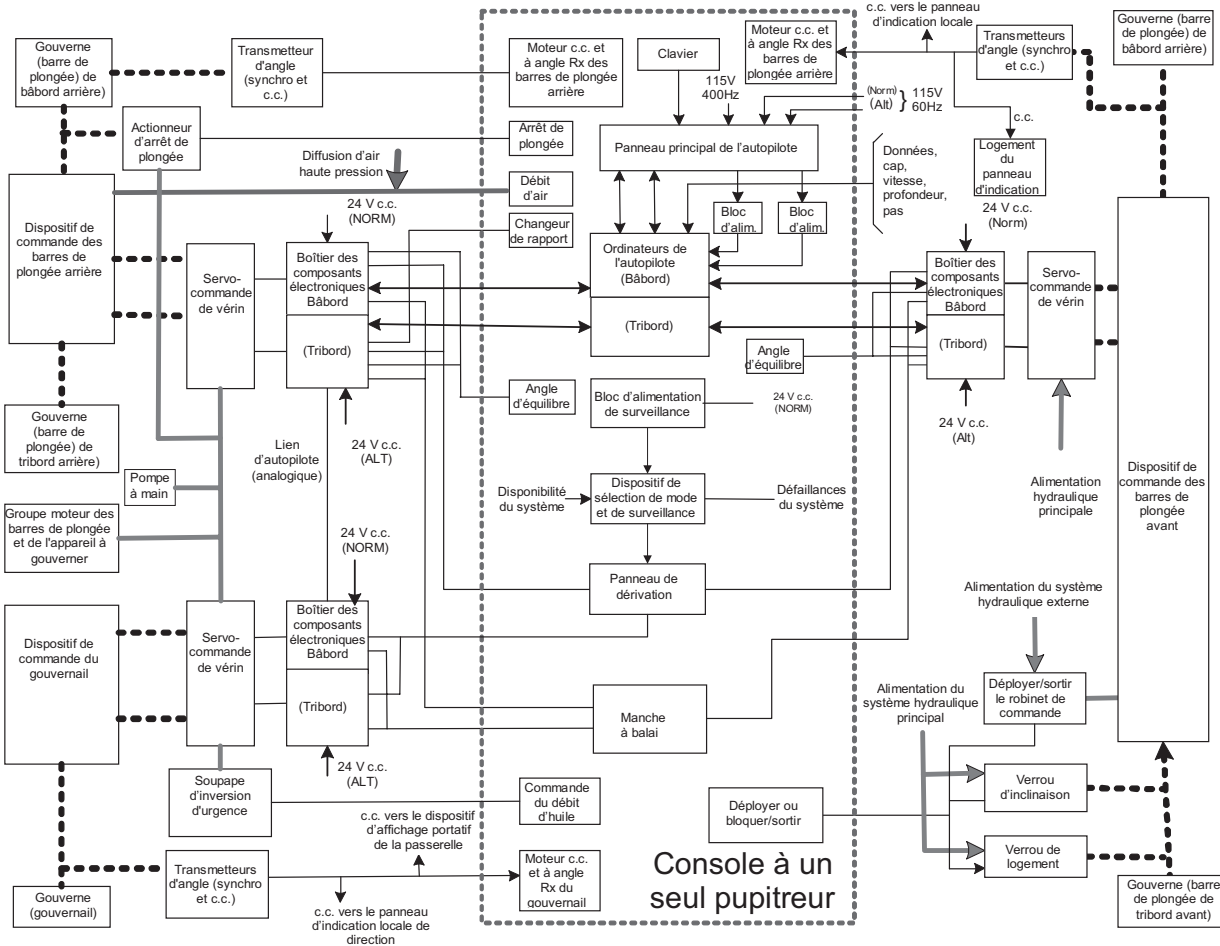 Gouverne
(barre de
plongée) de
bâbord arrière)
Transmetteur
d'angle
(synchro et
c.c.)
Moteur c.c. et
à angle Rx des
barres de plongée
arrière
Clavier
Moteur c.c. et
à angle Rx des
barres de
plongée arrière
c.c. vers le panneau
d'indication locale
Transmetteurs
d'angle (synchro
et c.c.)
Gouverne (barre
de plongée) de
bâbord arrière)
115V
400Hz
(Norm)
(Alt)
115V
60Hz
c.c.
Actionneur
d'arrêt de
plongée
Arrêt de
plongée
Panneau principal de l'autopilote
Données,
cap,
vitesse,
profondeur,
pas
Logement
du
panneau
d'indication
Diffusion d'air
haute pression
Débit
d'air
24 V c.c.
(NORM)
Changeur
de rapport
Bloc
d'alim.
Bloc
d'alim.
24 V c.c.
(Norm)
Dispositif de
commande des
barres de
plongée arrière
Servo-
commande
de vérin
Boîtier des
composants
électroniques
Bâbord
(Tribord)
Ordinateurs de
l'autopilote
(Bâbord)
(Tribord)
Boîtier des
composants
électroniques
Bâbord
(Tribord)
Servo-
commande
de vérin
Angle
d'équilibre
Angle
d'équilibre
Bloc d'alimentation
de surveillance
24 V c.c.
(NORM)
24 V c.c.
(Alt)
Gouverne
(barre de
plongée) de
tribord arrière)
Lien
d'autopilote
(analogique)
24 V c.c.
(ALT)
Pompe
à main
Disponibilité
du système
Dispositif de
sélection de mode
et de surveillance
Défaillances
du système
Alimentation
hydraulique
principale
Dispositif de
commande des
barres de
plongée
avant
Groupe moteur des
barres de plongée
et de l'appareil à
gouverner
24 V c.c.
(NORM)
Panneau de
dérivation
Alimentation du système
hydraulique externe
Dispositif de
commande du
gouvernail
Servo-
commande
de vérin
Boîtier des
composants
électroniques
Bâbord
(Tribord)
Manche
à balai
Alimentation du
système hydraulique
principal
Déployer/sortir
le robinet de
commande
24 V c.c.
(ALT)
Soupape
d'inversion
d'urgence
Commande
du débit
d'huile
Déployer ou
bloquer/sortir
Verrou
d'inclinaison
c.c. vers le dispositif
d'affichage portatif
de la passerelle
Verrou de
logement
Transmetteurs
d'angle (synchro
et c.c.)
Moteur c.c.
et à angle
Rx du
gouvernail
Console à un
seul pupitreur
Gouverne
(gouvernail)
c.c. vers le panneau
d'indication locale de
direction
Gouverne (barre
de plongée de
tribord avant)